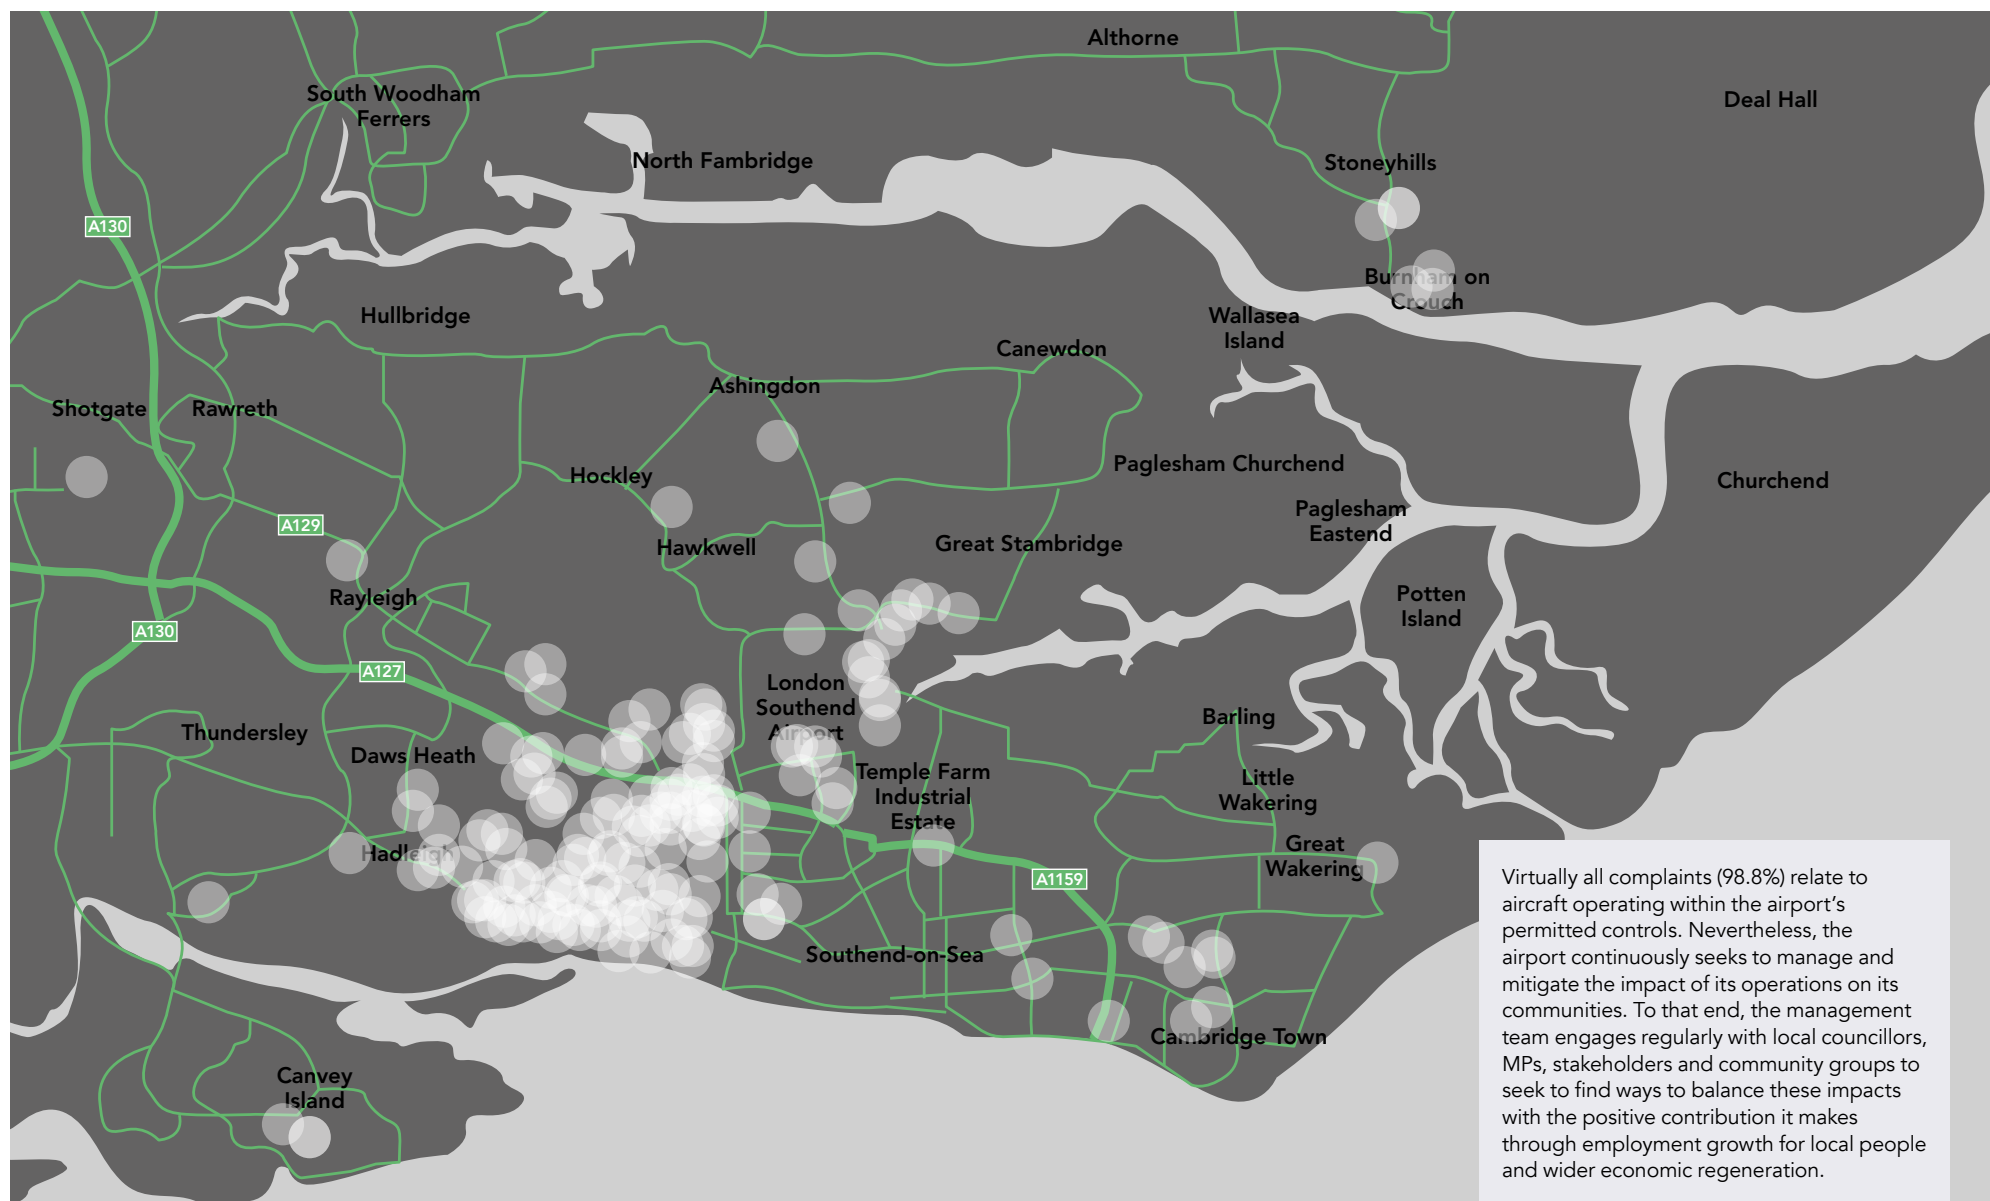 Althorne
South Woodham
Ferrers
Deal Hall
North Fambridge
Stoneyhills
A130
Burnham on
Crouch
Hullbridge
Wallasea
Island
Canewdon
Ashingdon
Shotgate
Rawreth
Hockley
Paglesham Churchend
Churchend
A129
Paglesham
Eastend
Hawkwell
Great Stambridge
Rayleigh
Potten
Island
A130
A127
London
Southend
Airport
Barling
Thundersley
Daws Heath
Temple Farm
Industrial
Estate
Little
Wakering
Hadleigh
Great
Wakering
A1159
Southend-on-Sea
Cambridge Town
Canvey
Island
Virtually all complaints (98.8%) relate to
aircraft operating within the airport’s
permitted controls. Nevertheless, the
airport continuously seeks to manage and
mitigate the impact of its operations on its
communities. To that end, the management
team engages regularly with local councillors,
MPs, stakeholders and community groups to
seek to find ways to balance these impacts
with the positive contribution it makes
through employment growth for local people
and wider economic regeneration.